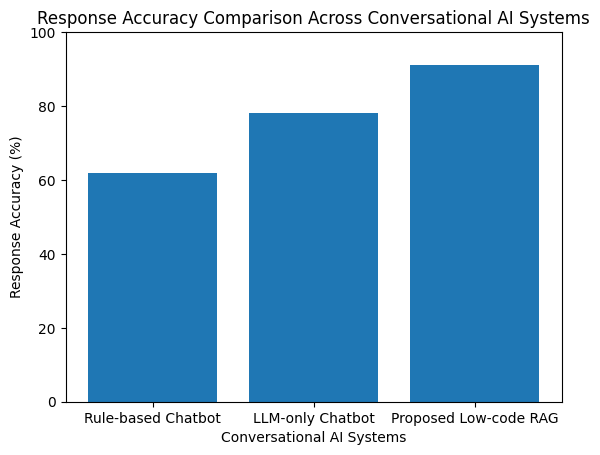 Response Accuracy Comparison Across Conversational AI Systems
100
80
60
40
20
0
Response Accuracy (%)
Rule-based Chatbot
LLM-only Chatbot
Proposed Low-code RAG
Conversational AI Systems